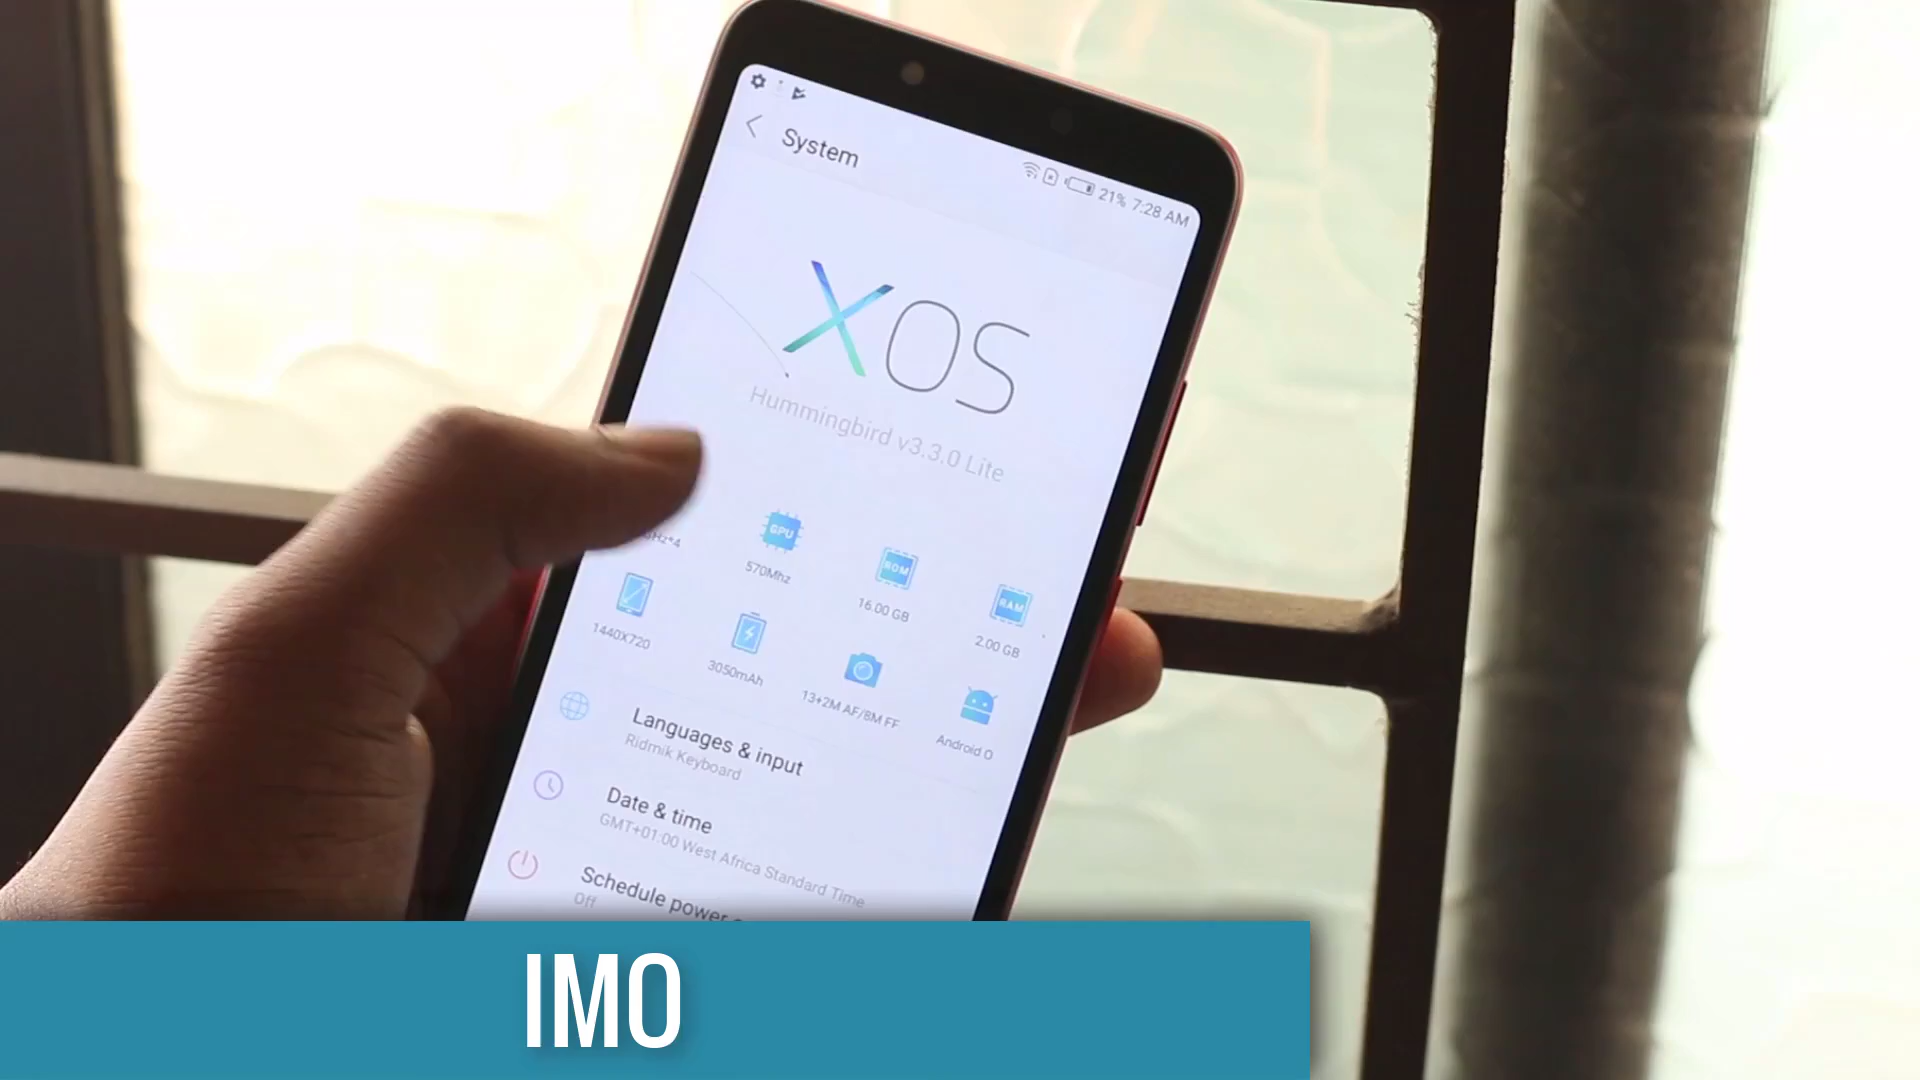 21% 7:28 AM
System
XOS
Hummingbird v3.3.0 Lite
GPU
ROM
RAM
570Mhz
16.00 GB
2.00 GB
1440X720
3050mAh
13+2M AF/8M FF
Android O
Languages & input
Ridmik Keyboard
Date & time
GMT+01:00 West Africa Standard Time
Schedule power
Off
IMO